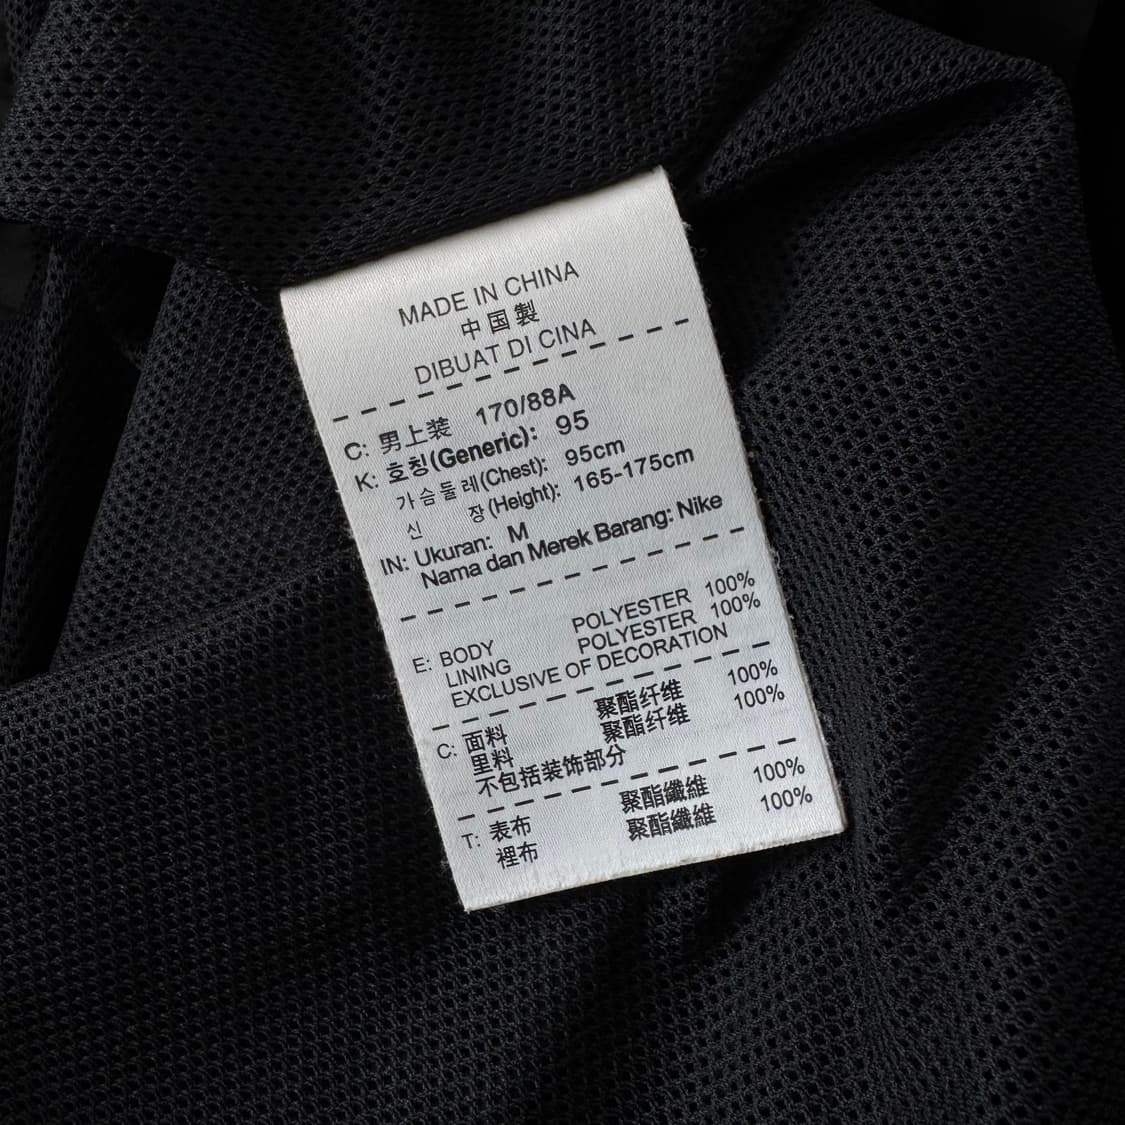 MADE IN CHINA
中国製
DIBUAT DI CINA
C: 男上装 170/88A
K: 호칭(Generic): 95
가슴둘레(Chest): 95cm
신 장(Height): 165-175cm
IN: Ukuran: M
Nama dan Merek Barang: Nike
E: BODY POLYESTER 100%
LINING POLYESTER 100%
EXCLUSIVE OF DECORATION
C: 面料 聚酯纤维 100%
里料 聚酯纤维 100%
不包括装饰部分
T: 表布 聚酯纖維 100%
裡布 聚酯纖維 100%